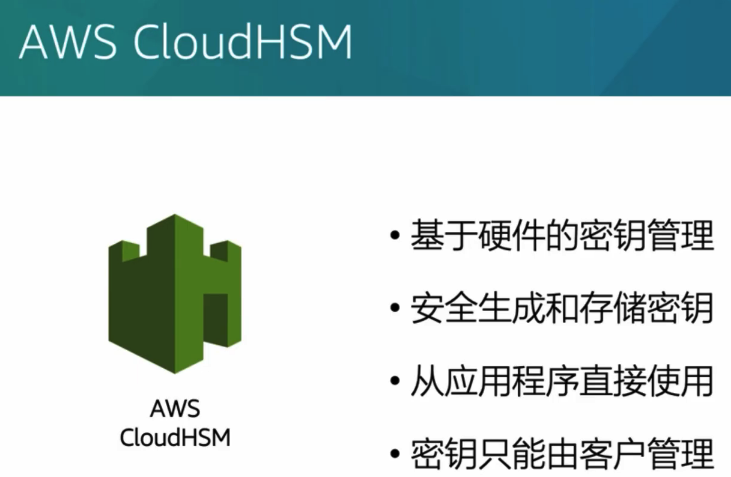 AWS CloudHSM
• 基于硬件的密钥管理
• 安全生成和存储密钥
• 从应用程序直接使用
• 密钥只能由客户管理
AWS
CloudHSM